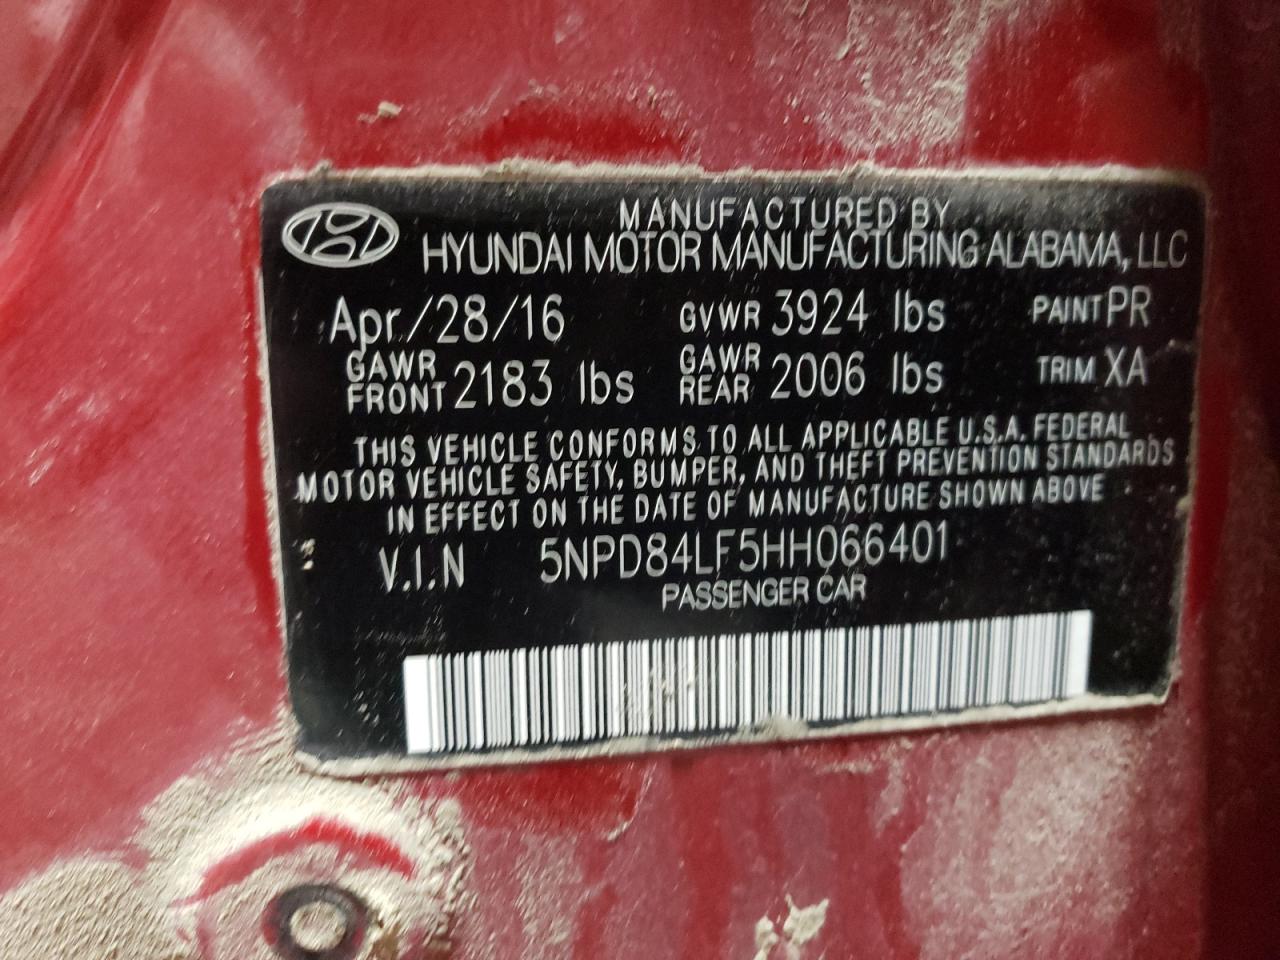 MANUFACTURED BY
HYUNDAI MOTOR MANUFACTURING ALABAMA, LLC
Apr/28/16 GVWR 3924 lbs PAINT PR
GAWR FRONT 2183 lbs GAWR REAR 2006 lbs TRIM XA
THIS VEHICLE CONFORMS TO ALL APPLICABLE U.S.A. FEDERAL
MOTOR VEHICLE SAFETY, BUMPER, AND THEFT PREVENTION STANDARDS
IN EFFECT ON THE DATE OF MANUFACTURE SHOWN ABOVE
V.I.N 5NPD84LF5HH066401
PASSENGER CAR